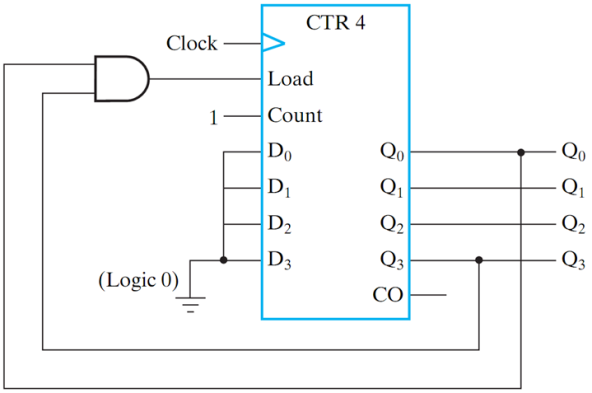 CTR 4
Clock
Load
1 Count
D₀ Q₀ Q₀
D₁ Q₁ Q₁
D₂ Q₂ Q₂
D₃ Q₃ Q₃
(Logic 0)
CO